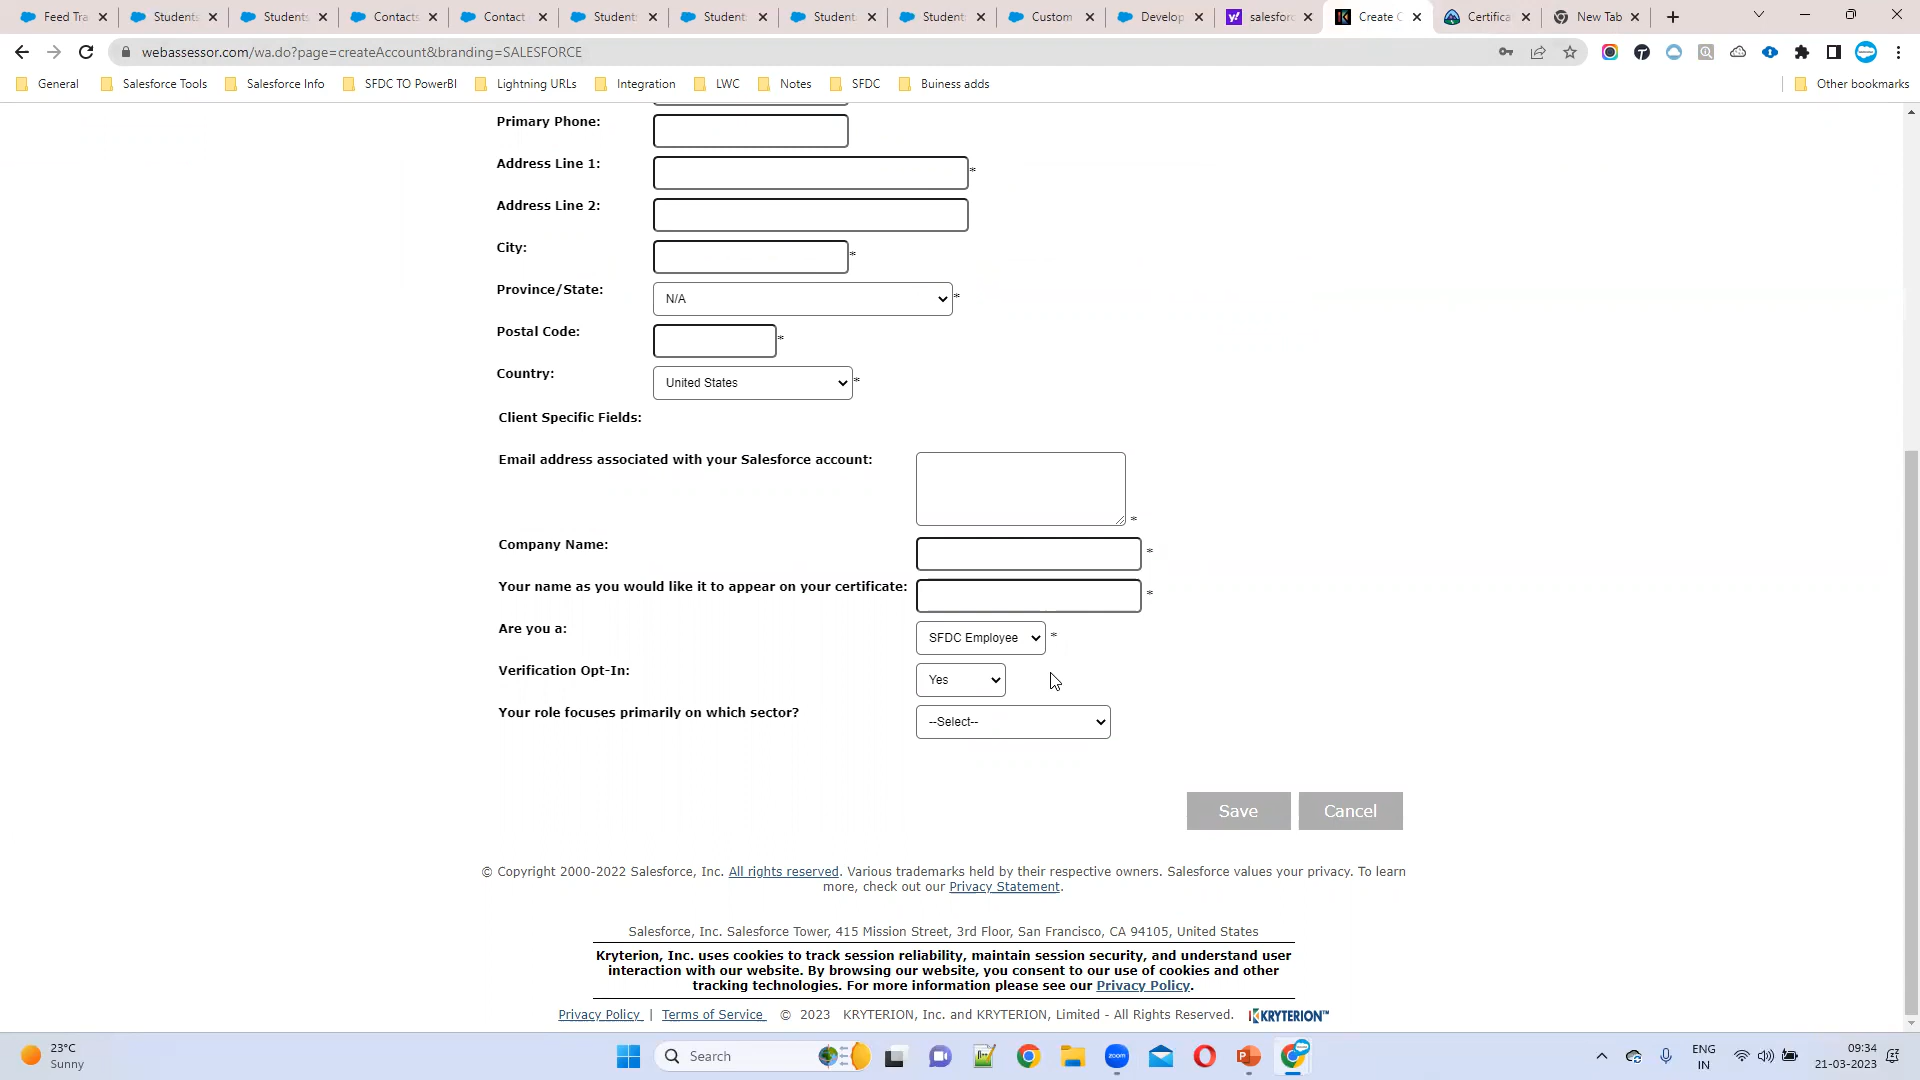 Feed Tra
Students
Students
Contacts
Contact
Student
Student
Student
Student
Custom
Develop
salesforc
Create C
Certifica
New Tab
webassessor.com/wa.do?page=createAccount&branding=SALESFORCE
General
Salesforce Tools
Salesforce Info
SFDC TO PowerBI
Lightning URLs
Integration
LWC
Notes
SFDC
Buiness adds
Other bookmarks
Primary Phone:
Address Line 1: *
Address Line 2:
City: *
Province/State: N/A *
Postal Code: *
Country: United States *
Client Specific Fields:
Email address associated with your Salesforce account: *
Company Name: *
Your name as you would like it to appear on your certificate: *
Are you a: SFDC Employee *
Verification Opt-In: Yes
Your role focuses primarily on which sector? --Select--
Save Cancel
© Copyright 2000-2022 Salesforce, Inc. All rights reserved. Various trademarks held by their respective owners. Salesforce values your privacy. To learn
more, check out our Privacy Statement.
Salesforce, Inc. Salesforce Tower, 415 Mission Street, 3rd Floor, San Francisco, CA 94105, United States
Kryterion, Inc. uses cookies to track session reliability, maintain session security, and understand user
interaction with our website. By browsing our website, you consent to our use of cookies and other
tracking technologies. For more information please see our Privacy Policy.
Privacy Policy | Terms of Service © 2023 KRYTERION, Inc. and KRYTERION, Limited - All Rights Reserved. KRYTERION™
23°C
Sunny
Search
zoom
ENG
IN
09:34
21-03-2023